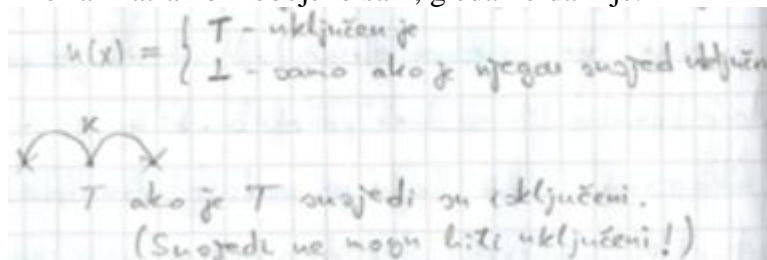 u(x) = { T - uključen je
⊥ - samo ako je njegov susjed uključen
x
T ako je T susjedi su isključeni.
(Susjedi ne mogu biti uključeni!)